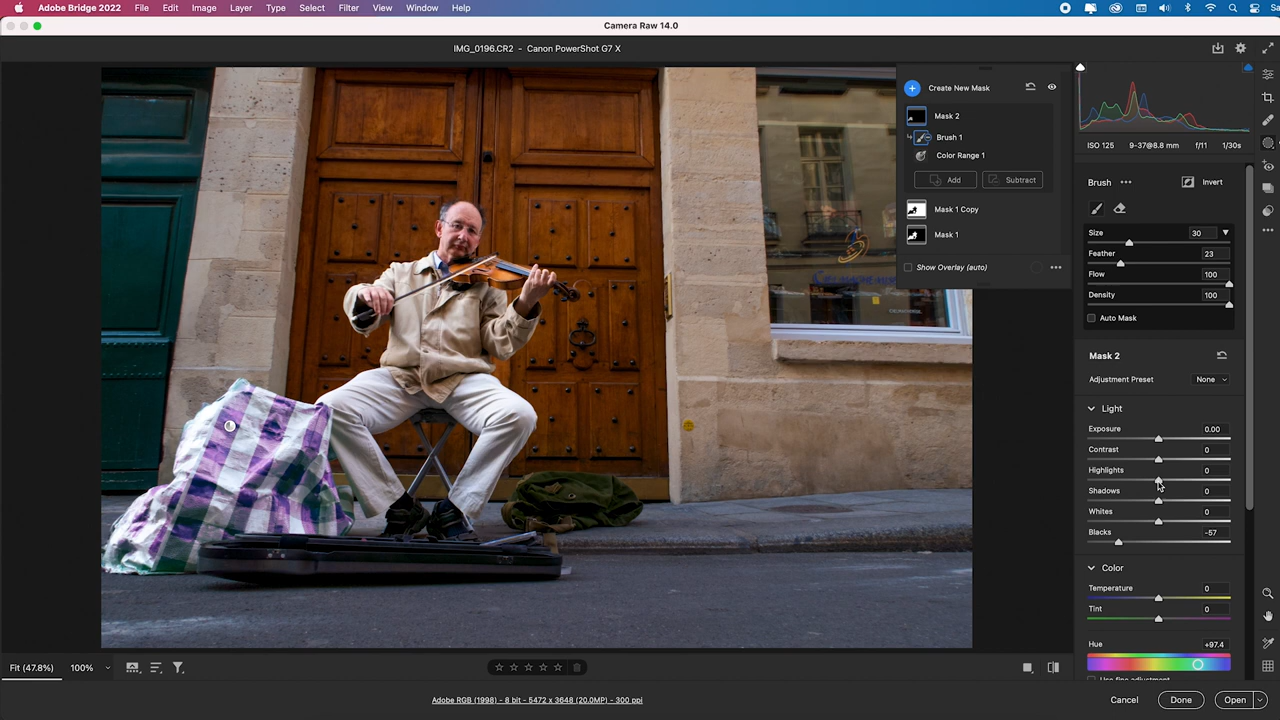 Adobe Bridge 2022 File Edit Image Layer Type Select Filter View Window Help
Camera Raw 14.0
IMG_0196.CR2 - Canon PowerShot G7 X
Create New Mask
Mask 2
Brush 1
Color Range 1
Add Subtract
Mask 1 Copy
Mask 1
Show Overlay (auto)
ISO 125 9-37@8.8 mm f/11 1/30s
Brush Invert
Size 30
Feather 23
Flow 100
Density 100
Auto Mask
Mask 2
Adjustment Preset None
Light
Exposure 0.00
Contrast 0
Highlights 0
Shadows 0
Whites 0
Blacks -57
Color
Temperature 0
Tint 0
Hue +97.4
Fit (47.8%) 100%
Adobe RGB (1998) - 8 bit - 5472 x 3648 (20.0MP) - 300 ppi
Cancel Done Open